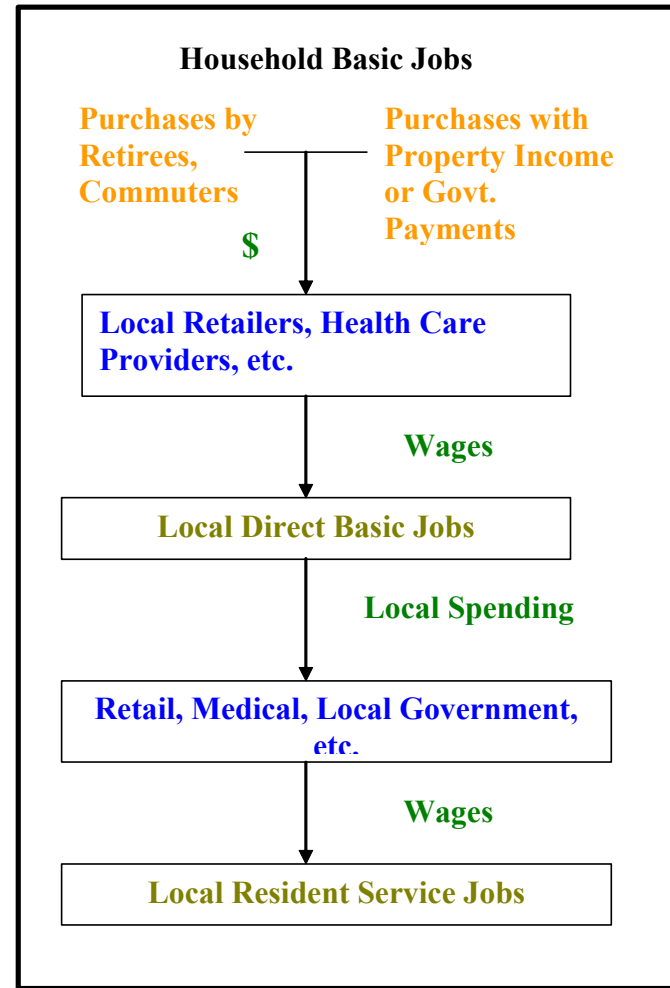 Household Basic Jobs
Purchases by
Retirees,
Commuters
Purchases with
Property Income
or Govt.
Payments
$
Local Retailers, Health Care
Providers, etc.
Wages
Local Direct Basic Jobs
Local Spending
Retail, Medical, Local Government,
etc.
Wages
Local Resident Service Jobs